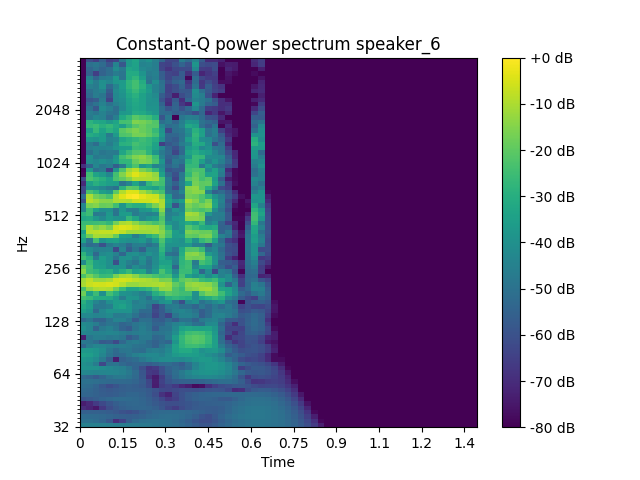 Constant-Q power spectrum speaker_6
Hz
2048
1024
512
256
128
64
32
0 0.15 0.3 0.45 0.6 0.75 0.9 1.1 1.2 1.4
Time
+0 dB
-10 dB
-20 dB
-30 dB
-40 dB
-50 dB
-60 dB
-70 dB
-80 dB